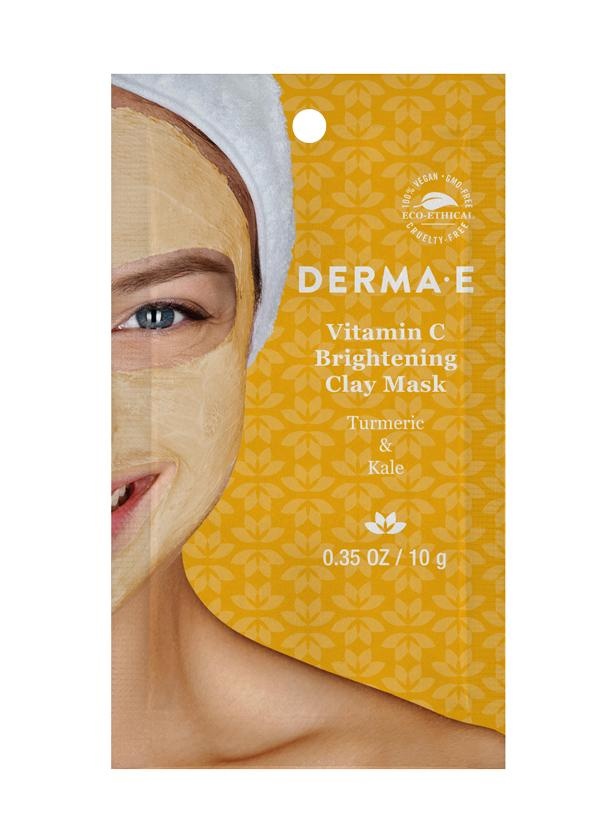 100% VEGAN • GMO-FREE
ECO-ETHICAL
CRUELTY-FREE
DERMA·E
Vitamin C
Brightening
Clay Mask
Turmeric
&
Kale
0.35 OZ / 10 g